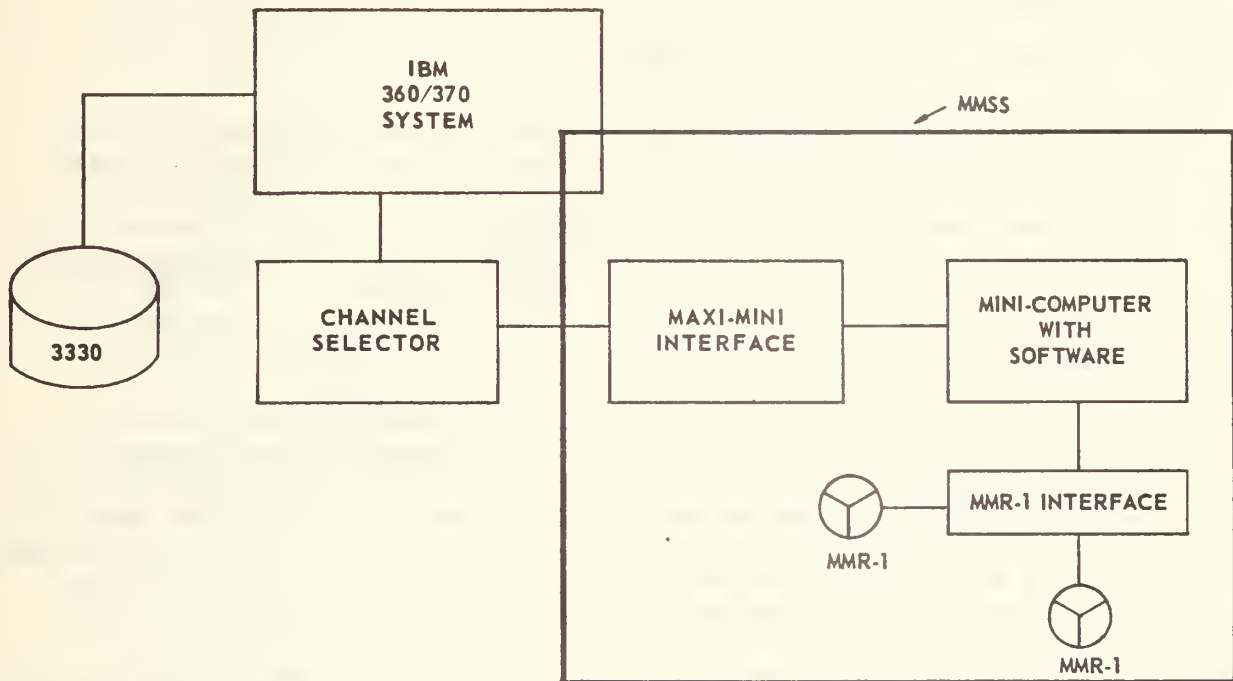 IBM
360/370
SYSTEM
MMSS
3330
CHANNEL
SELECTOR
MAXI-MINI
INTERFACE
MINI-COMPUTER
WITH
SOFTWARE
MMR-1 INTERFACE
MMR-1
MMR-1